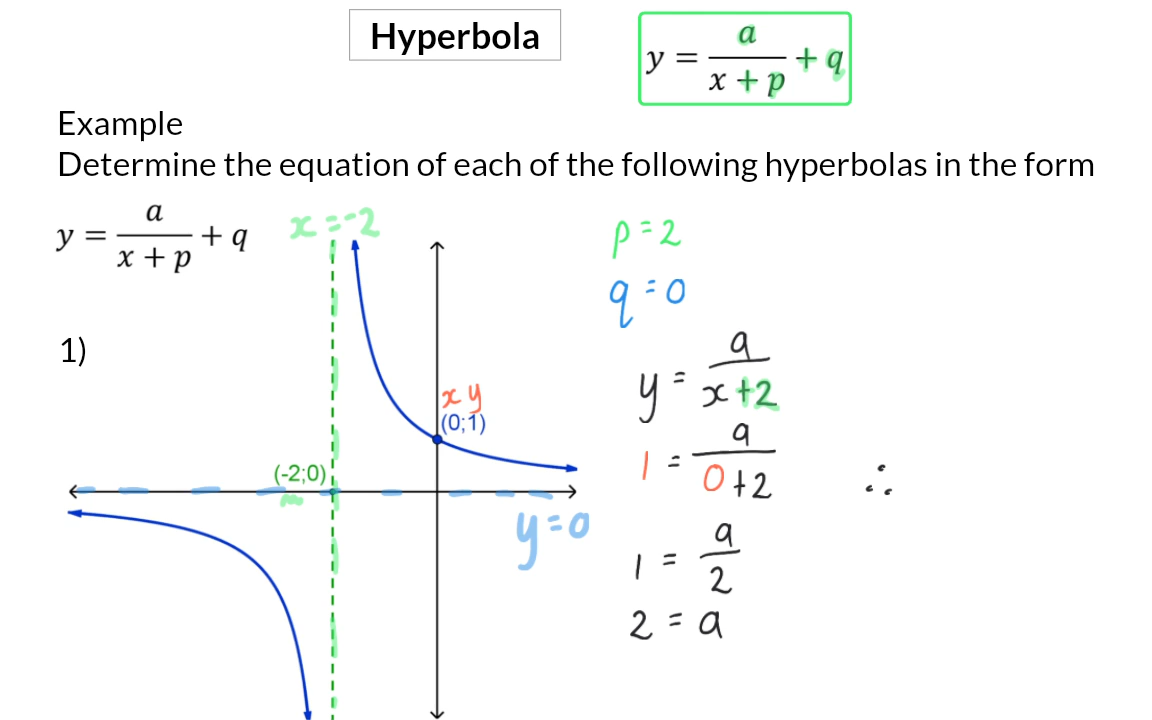 Hyperbola
y = a / (x + p) + q
Example
Determine the equation of each of the following hyperbolas in the form
y = a / (x + p) + q
x = -2
1)
x y
(0;1)
(-2;0)
y = 0
p = 2
q = 0
y = a / (x + 2)
1 = a / (0 + 2)
∴
1 = a / 2
2 = a